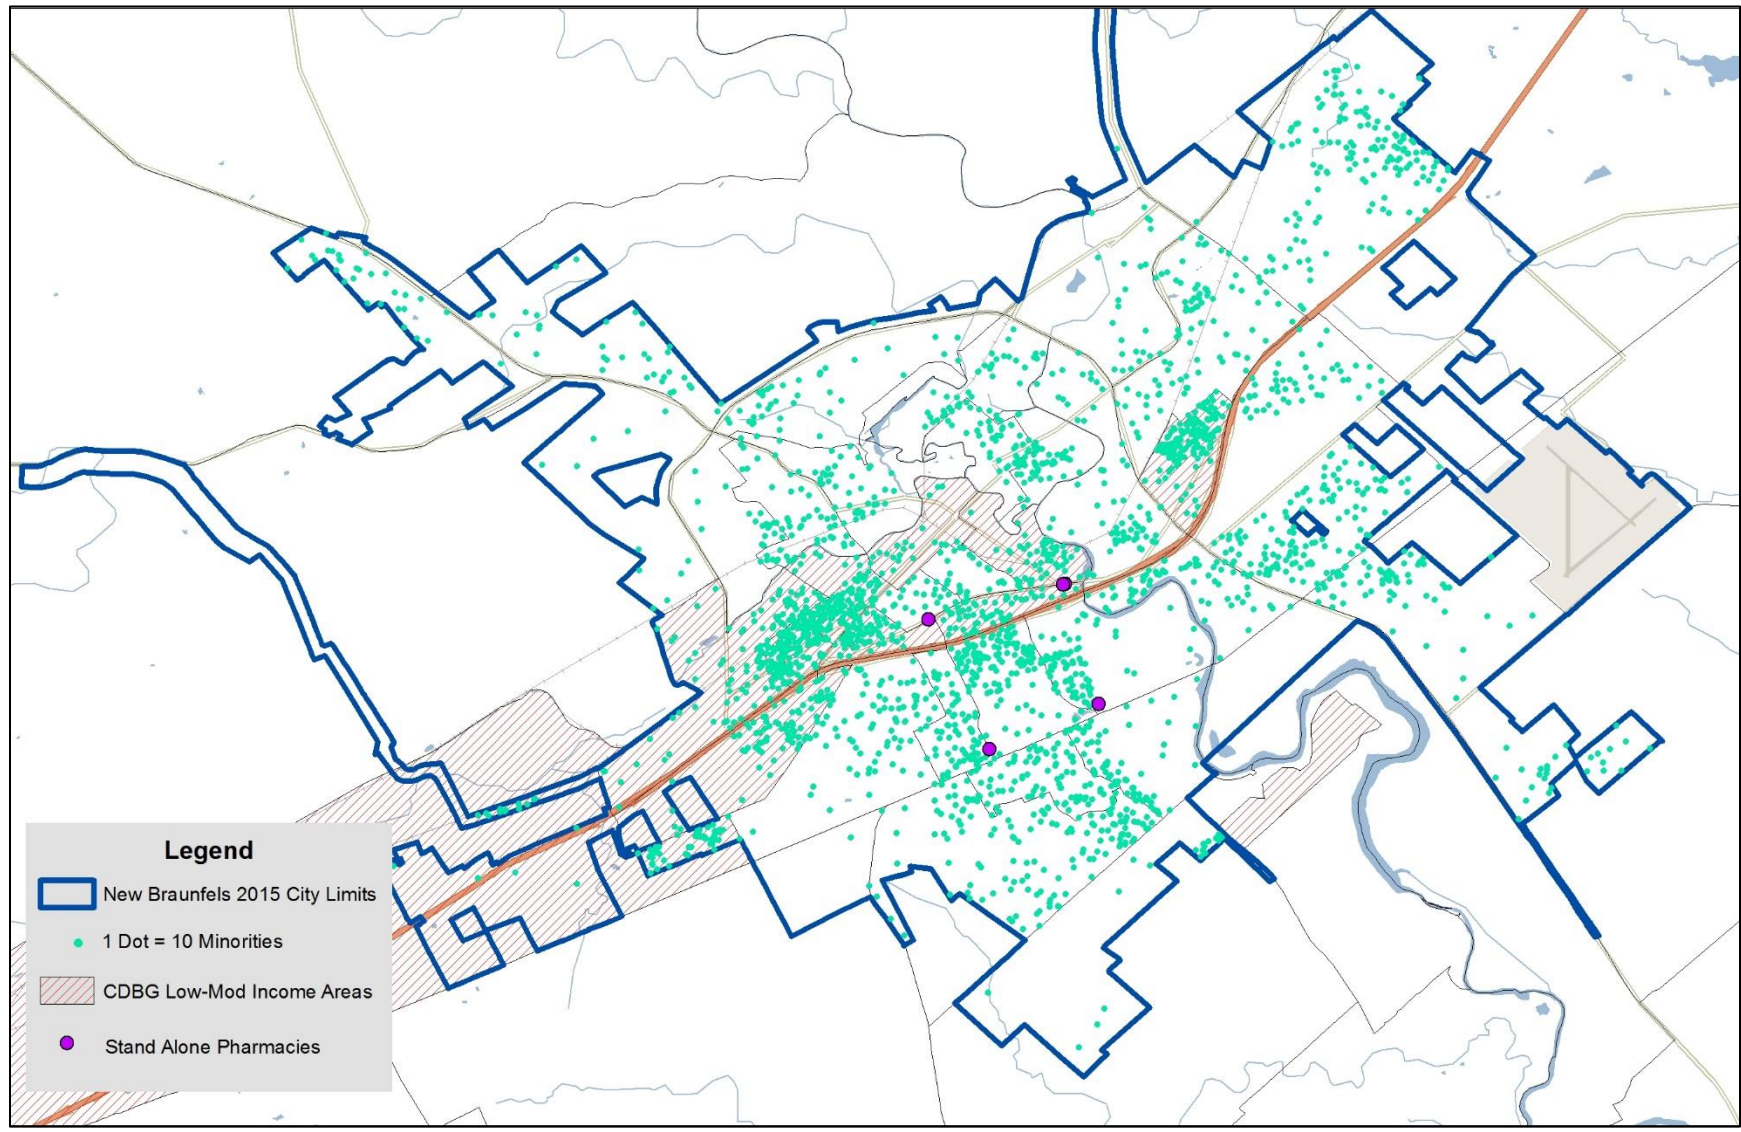 Legend
New Braunfels 2015 City Limits
1 Dot = 10 Minorities
CDBG Low-Mod Income Areas
Stand Alone Pharmacies